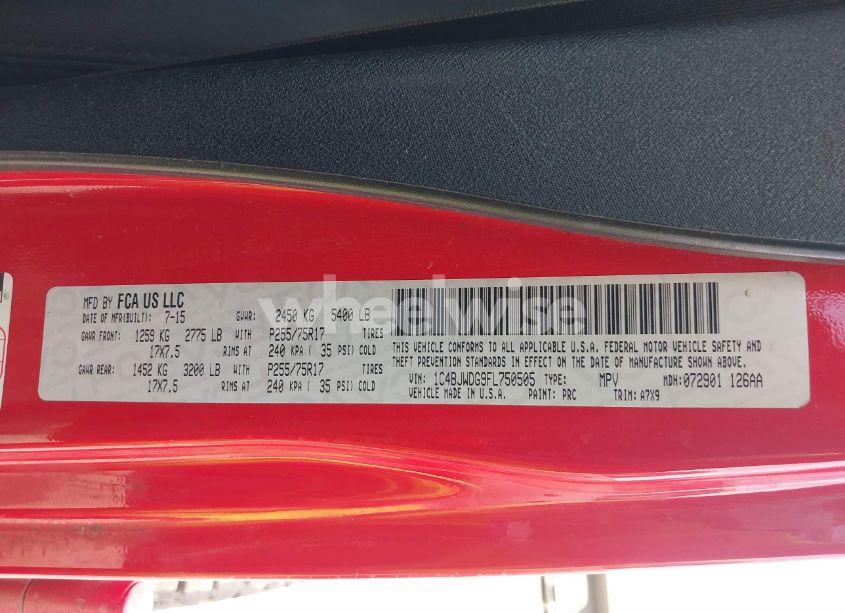 MFD BY FCA US LLC
DATE OF MFR(BUILT): 7-15 GVWR: 2450 KG / 5400 LB
GAWR FRONT: 1259 KG 2775 LB WITH P255/75R17 TIRES
17X7.5 RIMS AT 240 KPA ( 35 PSI) COLD
GAWR REAR: 1452 KG 3200 LB WITH P255/75R17 TIRES
17X7.5 RIMS AT 240 KPA ( 35 PSI) COLD
THIS VEHICLE CONFORMS TO ALL APPLICABLE U.S.A. FEDERAL MOTOR VEHICLE SAFETY AND
THEFT PREVENTION STANDARDS IN EFFECT ON THE DATE OF MANUFACTURE SHOWN ABOVE.
VIN: 1C4BJWDG9FL750505 TYPE: MPV MDH: 072901 126AA
VEHICLE MADE IN U.S.A. PAINT: PRC TRIM: A7X9
wheelwise